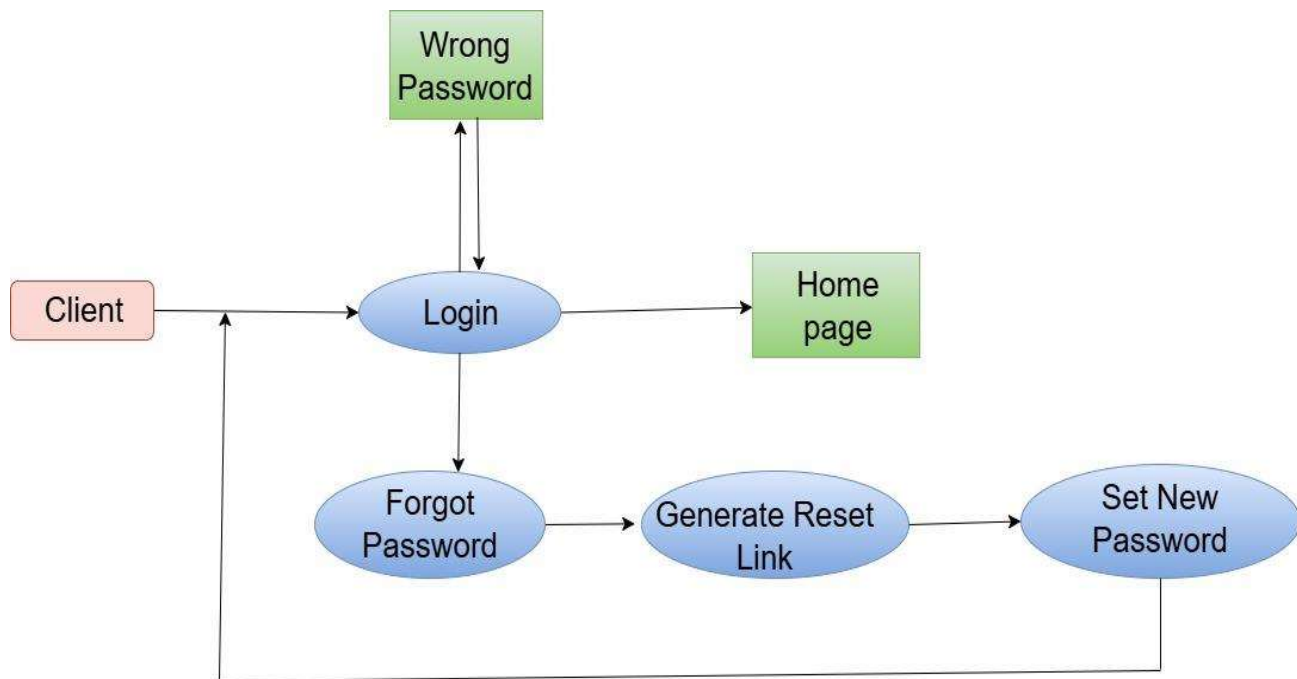 Wrong
Password
Client
Login
Home
page
Forgot
Password
Generate Reset
Link
Set New
Password